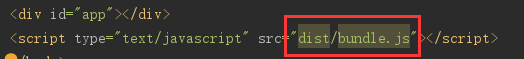 <div id="app"></div>
<script type="text/javascript" src="dist/bundle.js"></script>